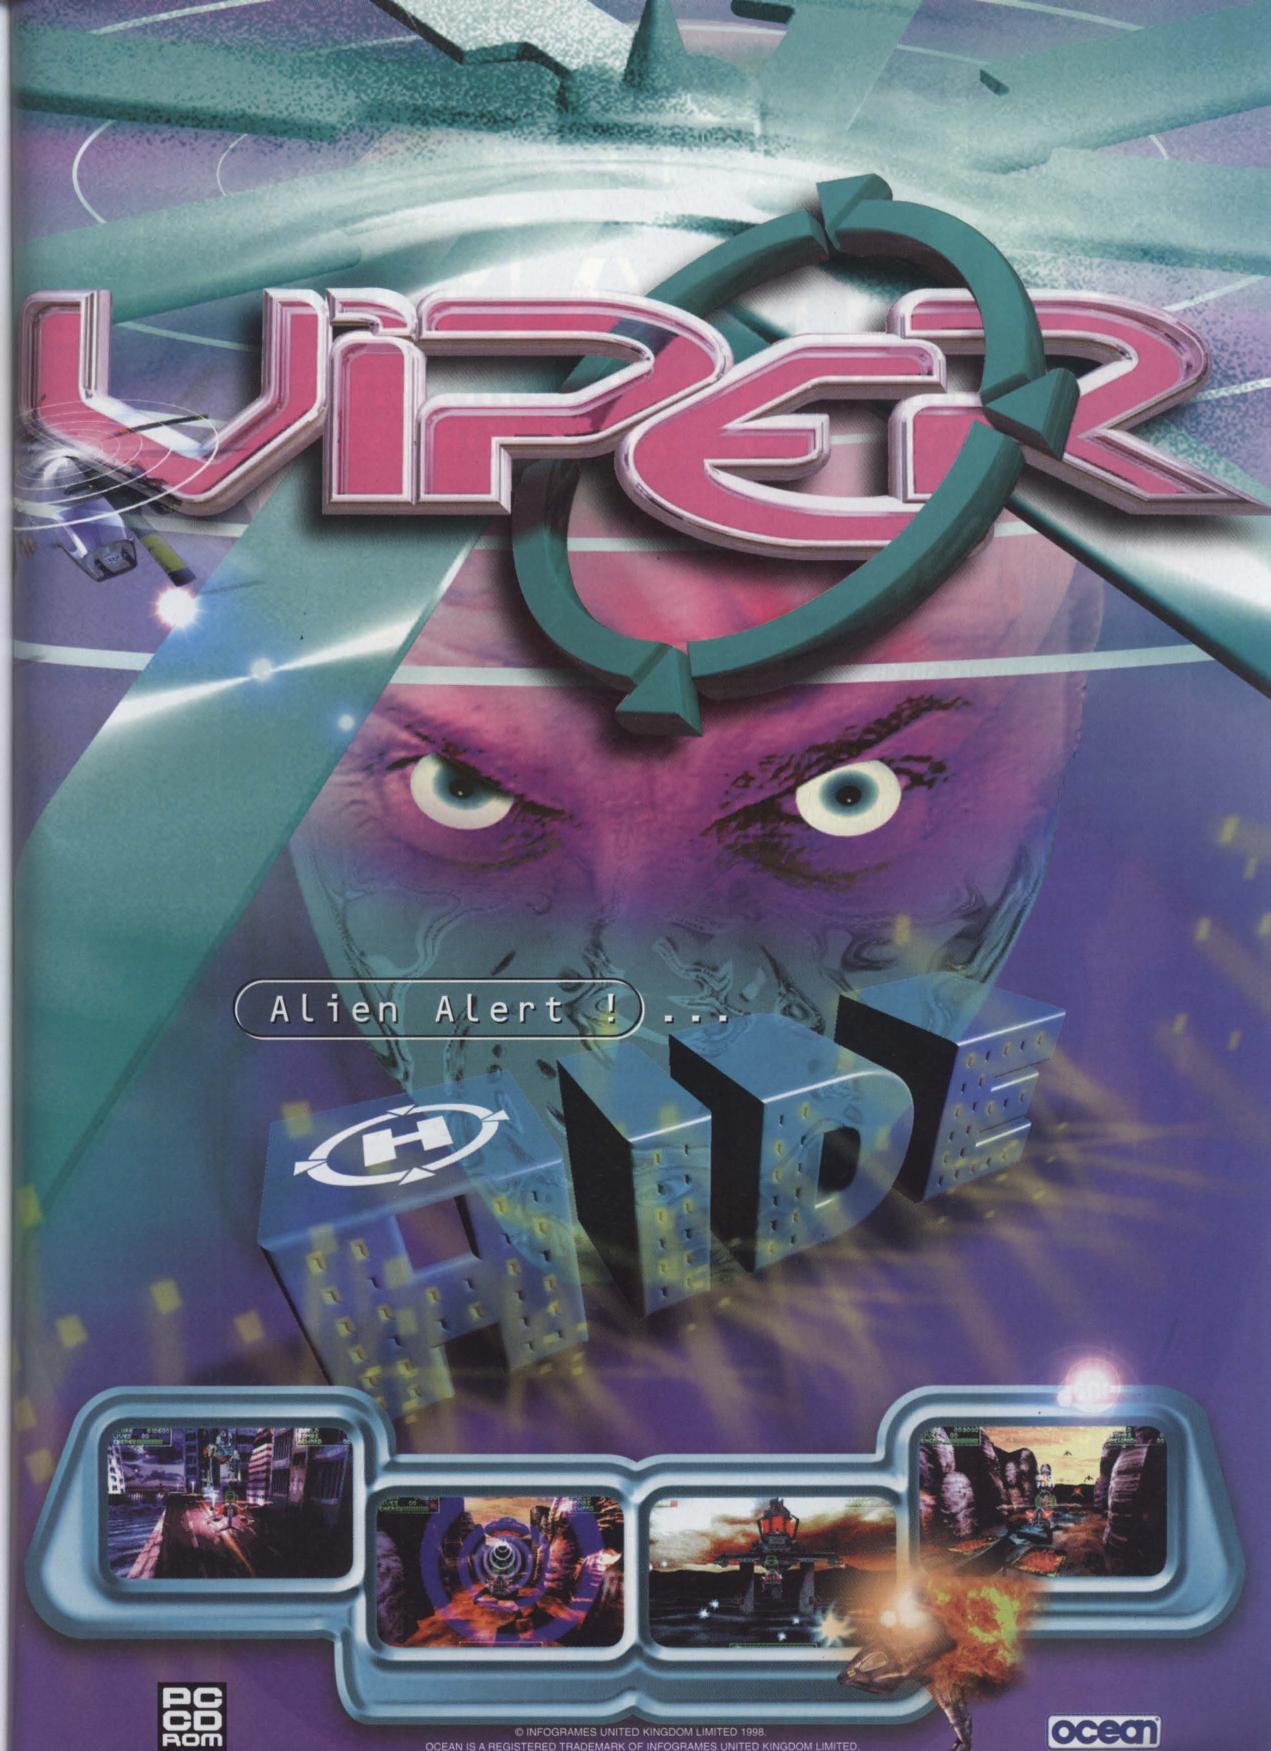 VIPER
Alien Alert ! ...
H
HIDE
PC
CD
ROM
© INFOGRAMES UNITED KINGDOM LIMITED 1998.
OCEAN IS A REGISTERED TRADEMARK OF INFOGRAMES UNITED KINGDOM LIMITED.
ocean